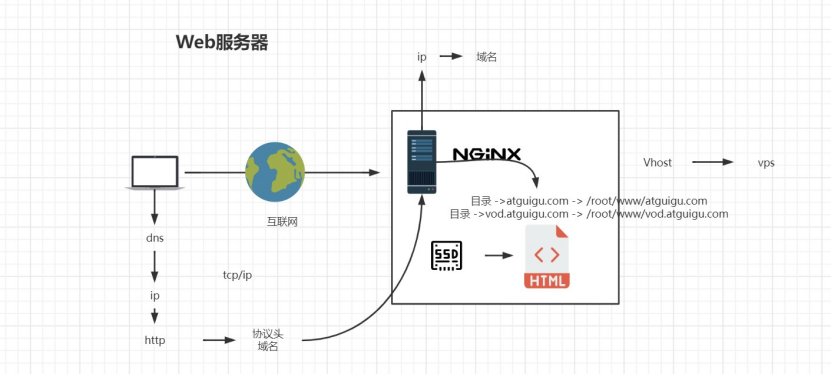 Web服务器
ip
域名
NGiNX
Vhost
vps
目录 ->atguigu.com -> /root/www/atguigu.com
目录 ->vod.atguigu.com -> /root/www/vod.atguigu.com
互联网
dns
SSD
HTML
tcp/ip
ip
http
协议头
域名